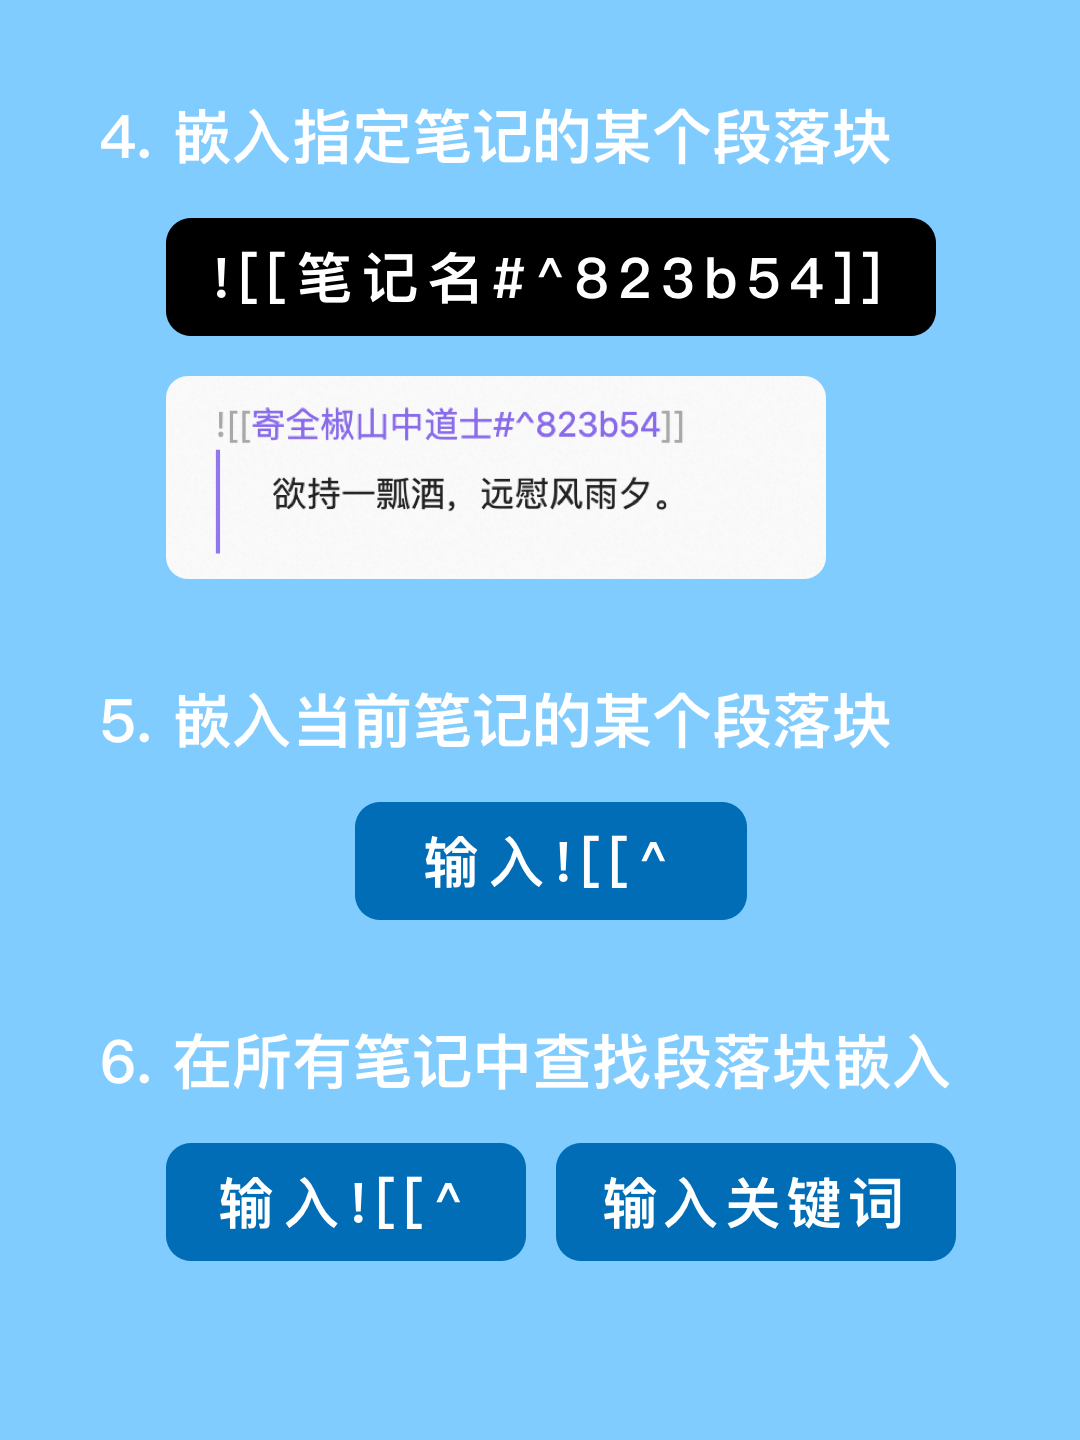 4. 嵌入指定笔记的某个段落块
![[笔记名#^823b54]]
![[寄全椒山中道士#^823b54]]
欲持一瓢酒，远慰风雨夕。
5. 嵌入当前笔记的某个段落块
输入![[^
6. 在所有笔记中查找段落块嵌入
输入![[^ 输入关键词